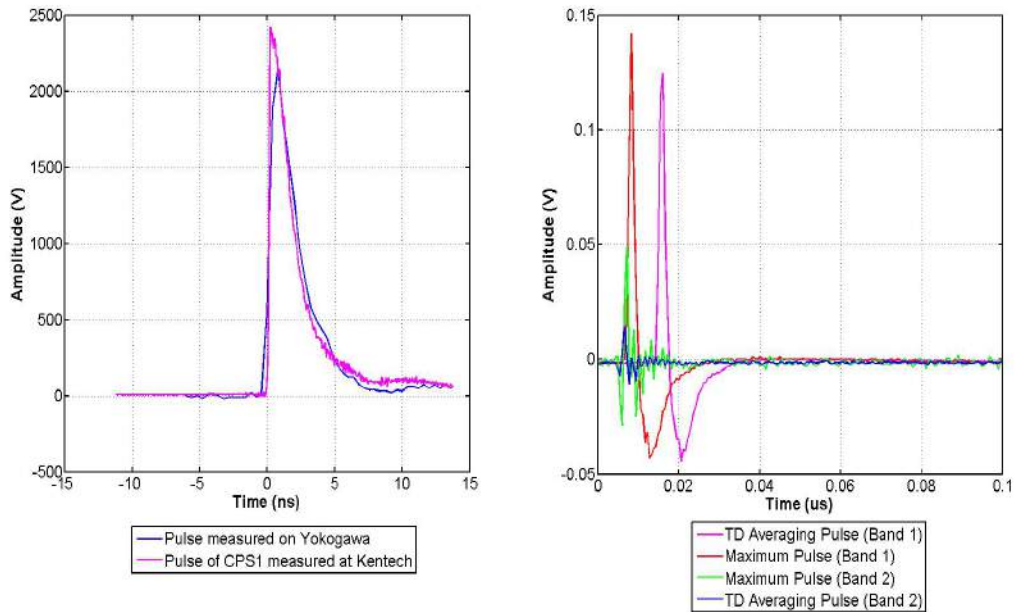 2500
2000
1500
1000
500
0
-500
Amplitude (V)
-15
-10
-5
0
5
10
15
Time (ns)
Pulse measured on Yokogawa
Pulse of CPS1 measured at Kentech
0.15
0.1
0.05
0
-0.05
Amplitude (V)
0
0.02
0.04
0.06
0.08
0.1
Time (us)
TD Averaging Pulse (Band 1)
Maximum Pulse (Band 1)
Maximum Pulse (Band 2)
TD Averaging Pulse (Band 2)